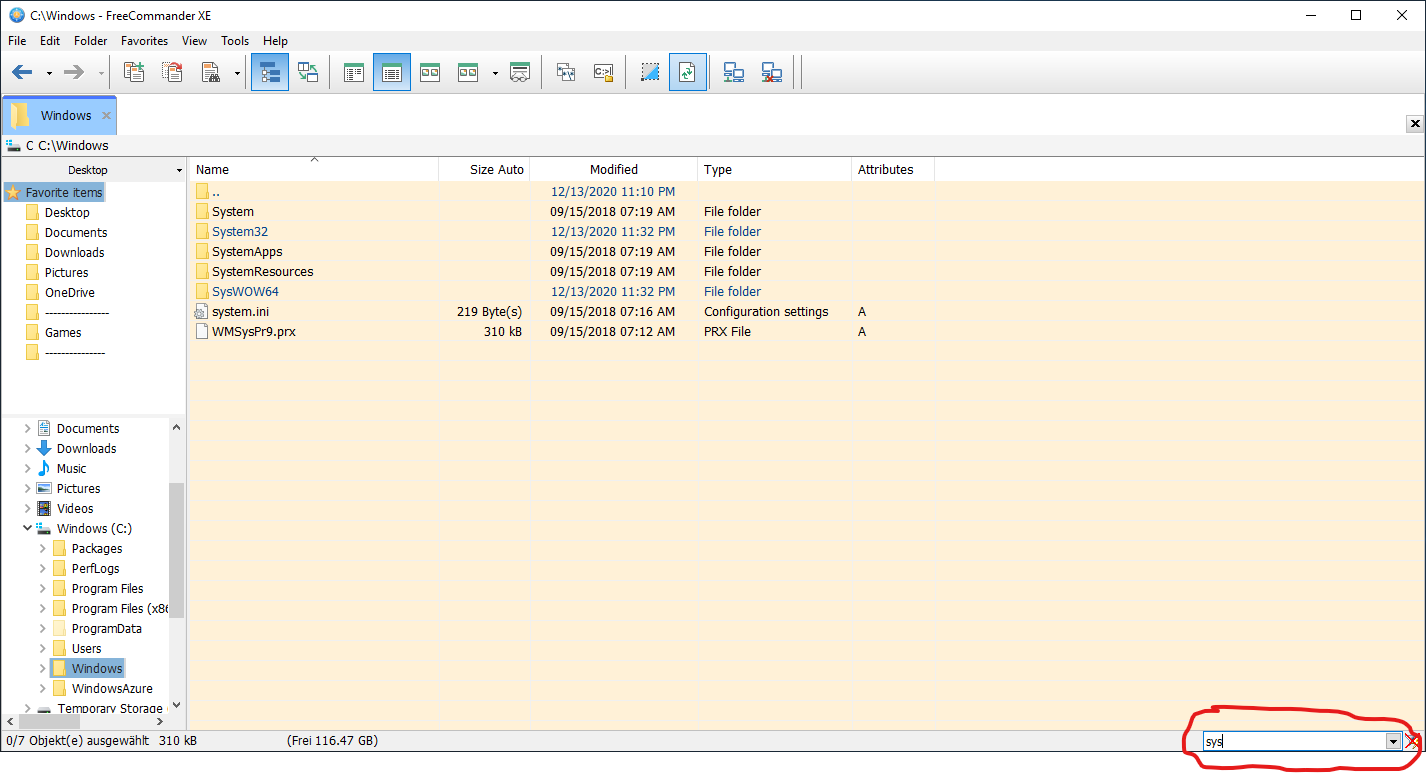 C:\Windows - FreeCommander XE
File Edit Folder Favorites View Tools Help
Windows
C C:\Windows
Desktop
Favorite items
Desktop
Documents
Downloads
Pictures
OneDrive
----------------
Games
---------------
Documents
Downloads
Music
Pictures
Videos
Windows (C:)
Packages
PerfLogs
Program Files
Program Files (x86
ProgramData
Users
Windows
WindowsAzure
Temporary Storage
Name Size Auto Modified Type Attributes
.. 12/13/2020 11:10 PM
System 09/15/2018 07:19 AM File folder
System32 12/13/2020 11:32 PM File folder
SystemApps 09/15/2018 07:19 AM File folder
SystemResources 09/15/2018 07:19 AM File folder
SysWOW64 12/13/2020 11:32 PM File folder
system.ini 219 Byte(s) 09/15/2018 07:16 AM Configuration settings A
WMSysPr9.prx 310 kB 09/15/2018 07:12 AM PRX File A
0/7 Objekt(e) ausgewählt 310 kB (Frei 116.47 GB) sys